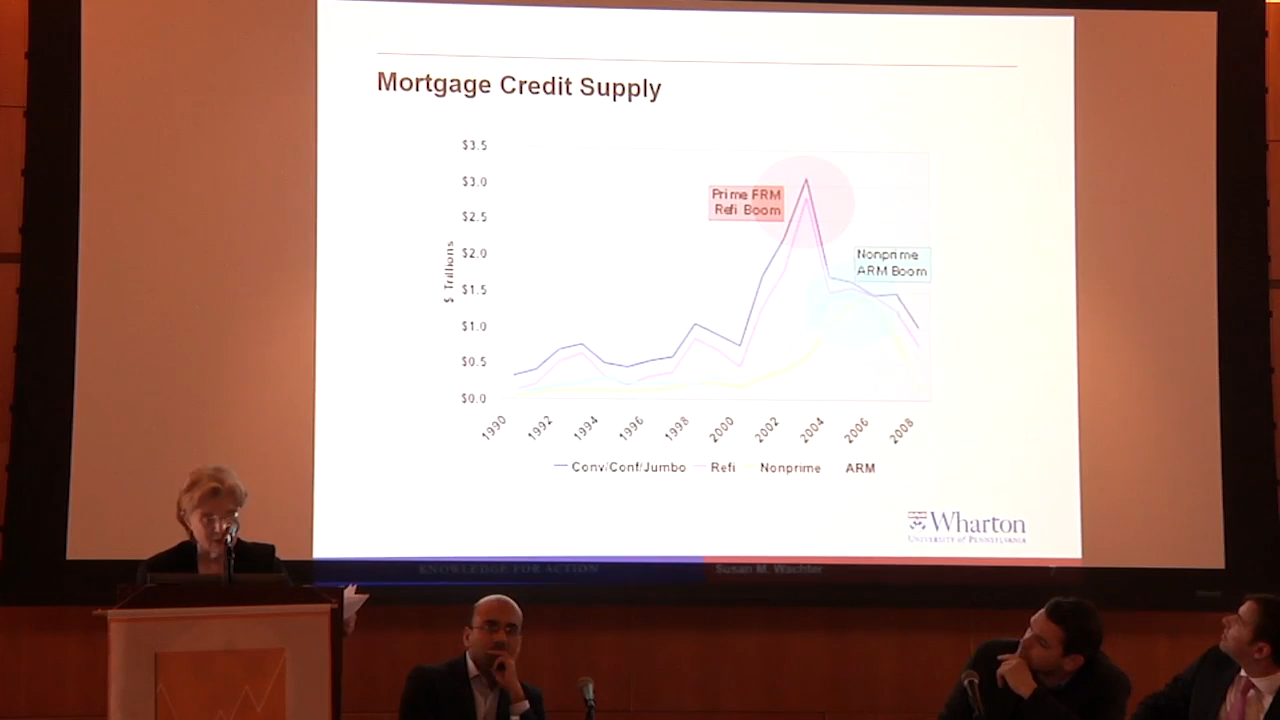 Mortgage Credit Supply
$3.5
$3.0
$2.5
$2.0
$1.5
$1.0
$0.5
$0.0
$ Trillions
Prime FRM
Refi Boom
Nonprime
ARM Boom
1990 1992 1994 1996 1998 2000 2002 2004 2006 2008
Conv/Conf/Jumbo Refi Nonprime ARM
Wharton
UNIVERSITY of PENNSYLVANIA
KNOWLEDGE FOR ACTION Susan M. Wachter 7